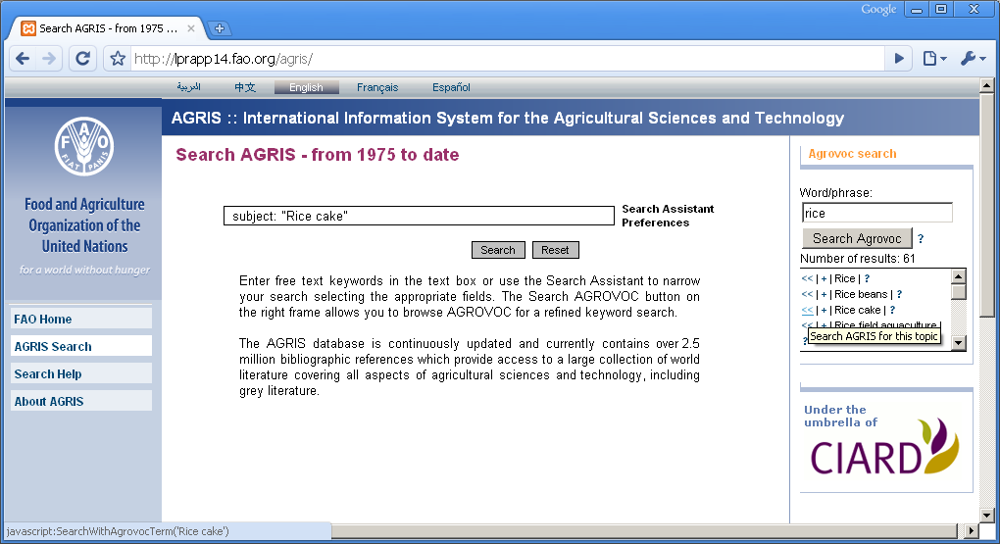 Google
Search AGRIS - from 1975 ...
http://lprapp14.fao.org/agris/
العربية 中文 English Français Español
AGRIS :: International Information System for the Agricultural Sciences and Technology
FAO
FIAT PANIS
Food and Agriculture
Organization of the
United Nations
for a world without hunger
FAO Home
AGRIS Search
Search Help
About AGRIS
Search AGRIS - from 1975 to date
subject: "Rice cake"
Search Assistant
Preferences
Search Reset
Enter free text keywords in the text box or use the Search Assistant to narrow
your search selecting the appropriate fields. The Search AGROVOC button on
the right frame allows you to browse AGROVOC for a refined keyword search.
The AGRIS database is continuously updated and currently contains over 2.5
million bibliographic references which provide access to a large collection of world
literature covering all aspects of agricultural sciences and technology, including
grey literature.
Agrovoc search
Word/phrase:
rice
Search Agrovoc ?
Number of results: 61
<< | + | Rice | ?
<< | + | Rice beans | ?
<< | + | Rice cake | ?
<< | + | Rice field aquaculture |
?
Search AGRIS for this topic
Under the
umbrella of
CIARD
javascript:SearchWithAgrovocTerm('Rice cake')